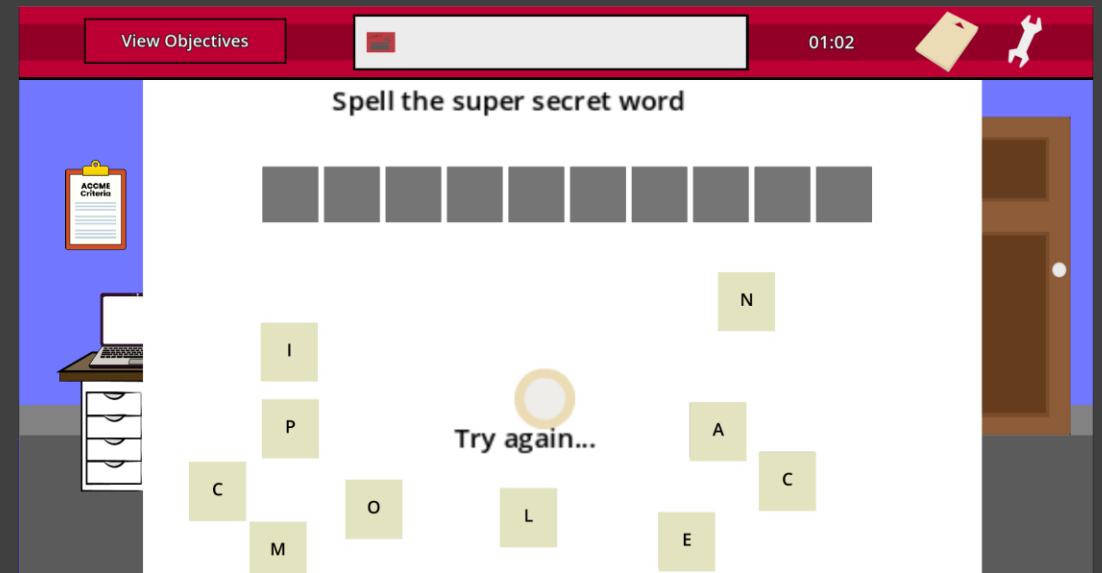 View Objectives
01:02
Spell the super secret word
ACCME
Criteria
N
I
P
Try again...
A
C
C
O
L
E
M